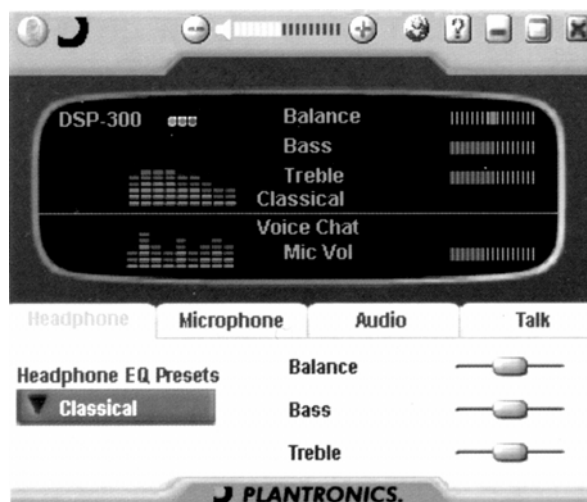 DSP-300
Balance
Bass
Treble
Classical
Voice Chat
Mic Vol
Headphone
Microphone
Audio
Talk
Headphone EQ Presets
Classical
Balance
Bass
Treble
PLANTRONICS.